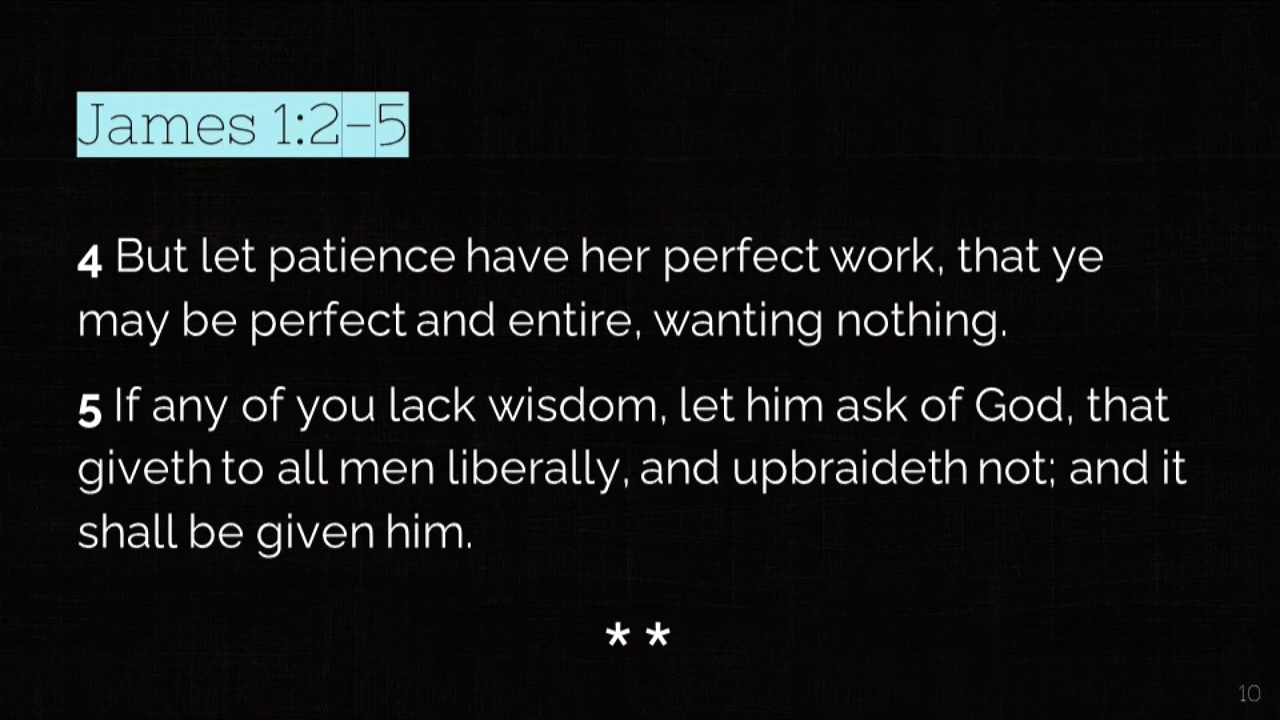 James 1:2–5
4 But let patience have her perfect work, that ye
may be perfect and entire, wanting nothing.
5 If any of you lack wisdom, let him ask of God, that
giveth to all men liberally, and upbraideth not; and it
shall be given him.
* *
10